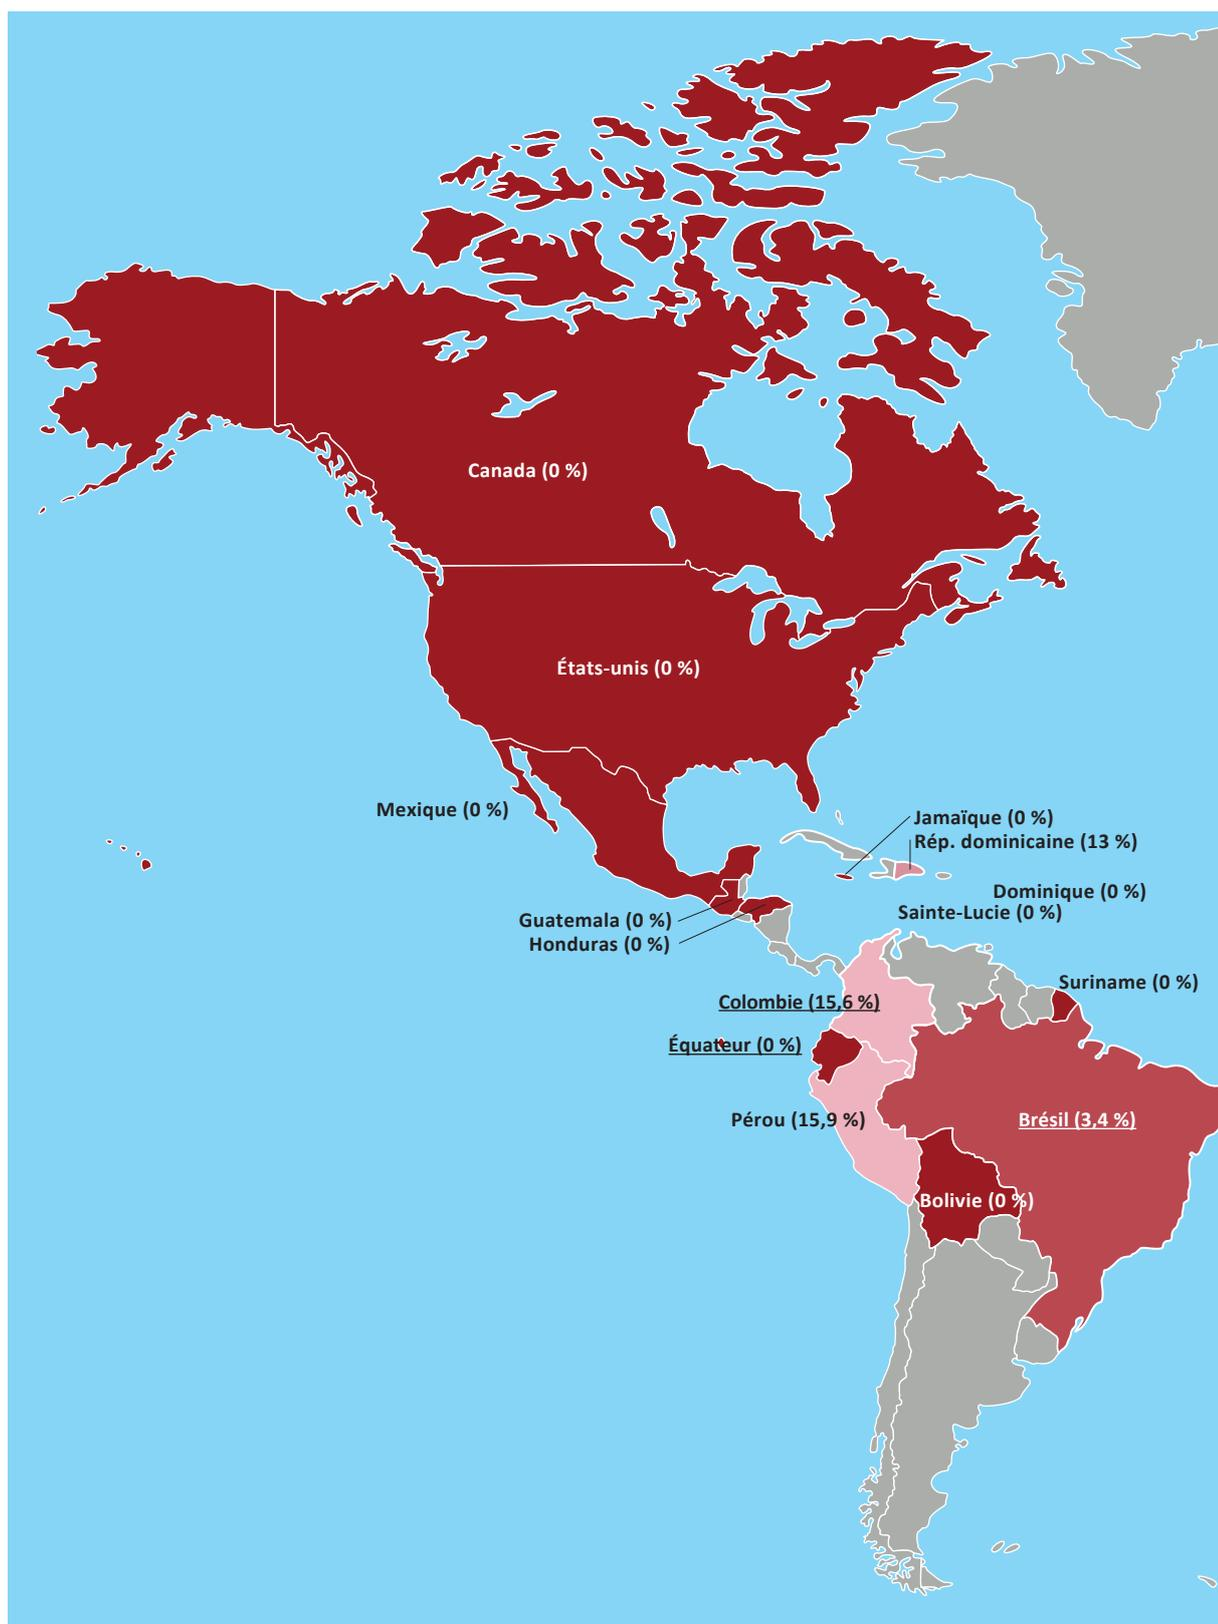 Canada (0 %)
États-unis (0 %)
Mexique (0 %)
Jamaïque (0 %)
Rép. dominicaine (13 %)
Dominique (0 %)
Sainte-Lucie (0 %)
Guatemala (0 %)
Honduras (0 %)
Suriname (0 %)
Colombie (15,6 %)
Équateur (0 %)
Pérou (15,9 %)
Brésil (3,4 %)
Bolivie (0 %)